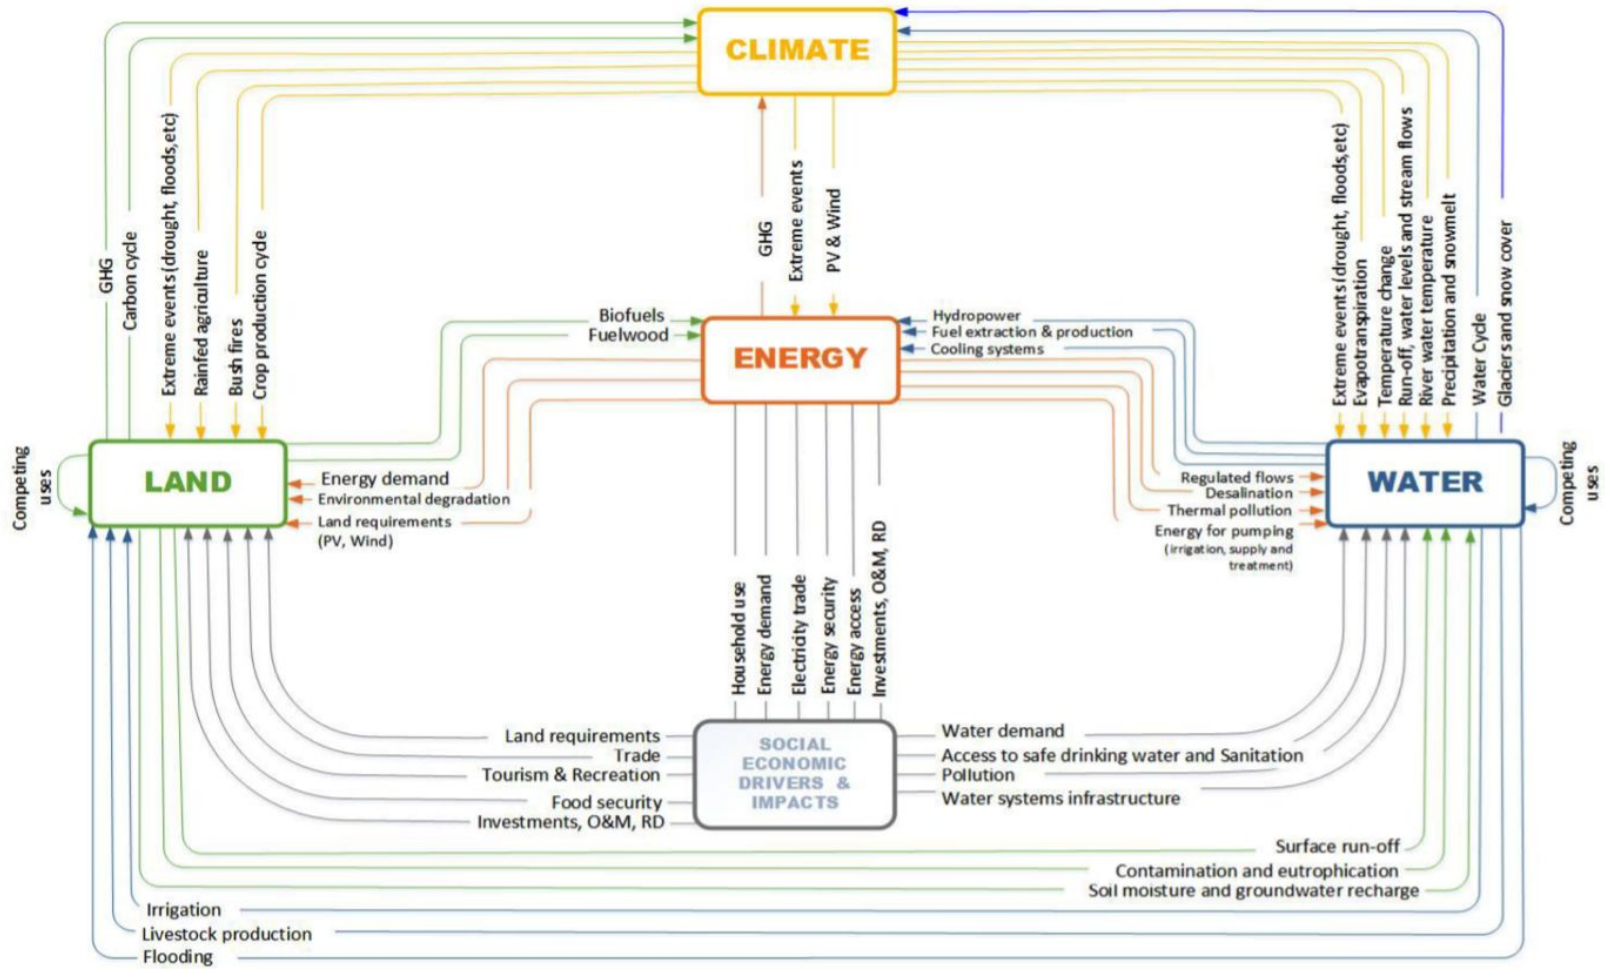 CLIMATE
GHG
Carbon cycle
Extreme events(drought, floods,etc)
Rainfed agriculture
Bush fires
Crop production cycle
GHG
Extreme events
PV & Wind
Extreme events(drought, floods,etc)
Evapotranspiration
Temperature change
Run-off, water levels and stream flows
River water temperature
Precipitation and snowmelt
Water Cycle
Glaciers and snow cover
Biofuels
Fuelwood
ENERGY
Hydropower
Fuel extraction & production
Cooling systems
Competing
uses
LAND
Energy demand
Environmental degradation
Land requirements
(PV, Wind)
Regulated flows
Desalination
Thermal pollution
Energy for pumping
(irrigation, supply and
treatment)
WATER
Competing
uses
Household use
Energy demand
Electricity trade
Energy security
Energy access
Investments, O&M, RD
Land requirements
Trade
Tourism & Recreation
Food security
Investments, O&M, RD
SOCIAL
ECONOMIC
DRIVERS &
IMPACTS
Water demand
Access to safe drinking water and Sanitation
Pollution
Water systems infrastructure
Surface run-off
Contamination and eutrophication
Soil moisture and groundwater recharge
Irrigation
Livestock production
Flooding